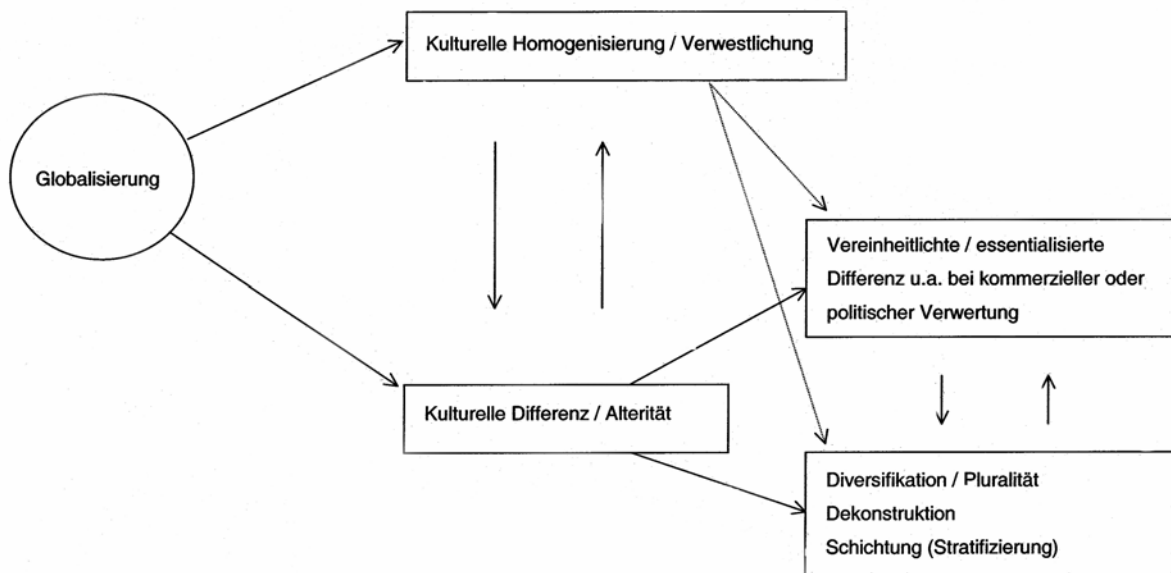 Kulturelle Homogenisierung / Verwestlichung
Globalisierung
Vereinheitlichte / essentialisierte
Differenz u.a. bei kommerzieller oder
politischer Verwertung
Kulturelle Differenz / Alterität
Diversifikation / Pluralität
Dekonstruktion
Schichtung (Stratifizierung)